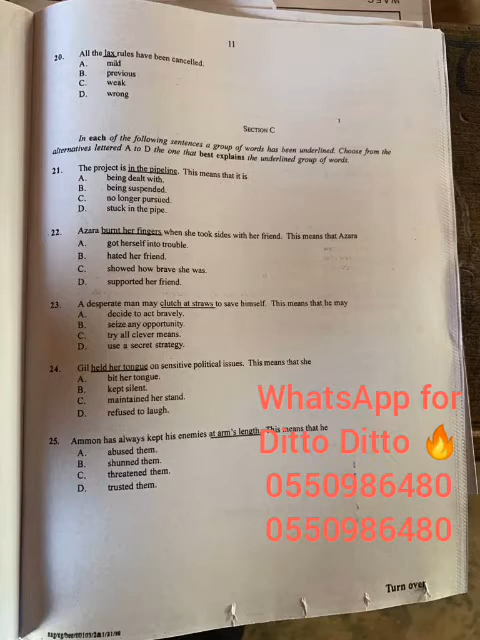 WAEC
11
20. All the lax rules have been cancelled.
A. mild
B. previous
C. weak
D. wrong
SECTION C
In each of the following sentences a group of words has been underlined. Choose from the
alternatives lettered A to D the one that best explains the underlined group of words.
21. The project is in the pipeline. This means that it is
A. being dealt with.
B. being suspended.
C. no longer pursued.
D. stuck in the pipe.
22. Azara burnt her fingers when she took sides with her friend. This means that Azara
A. got herself into trouble.
B. hated her friend.
C. showed how brave she was.
D. supported her friend.
23. A desperate man may clutch at straws to save himself. This means that he may
A. decide to act bravely.
B. seize any opportunity.
C. try all clever means.
D. use a secret strategy.
24. Gil held her tongue on sensitive political issues. This means that she
A. bit her tongue.
B. kept silent.
C. maintained her stand.
D. refused to laugh.
25. Ammon has always kept his enemies at arm's length. This means that he
A. abused them.
B. shunned them.
C. threatened them.
D. trusted them.
WhatsApp for
Ditto Ditto 🔥
0550986480
0550986480
Turn over